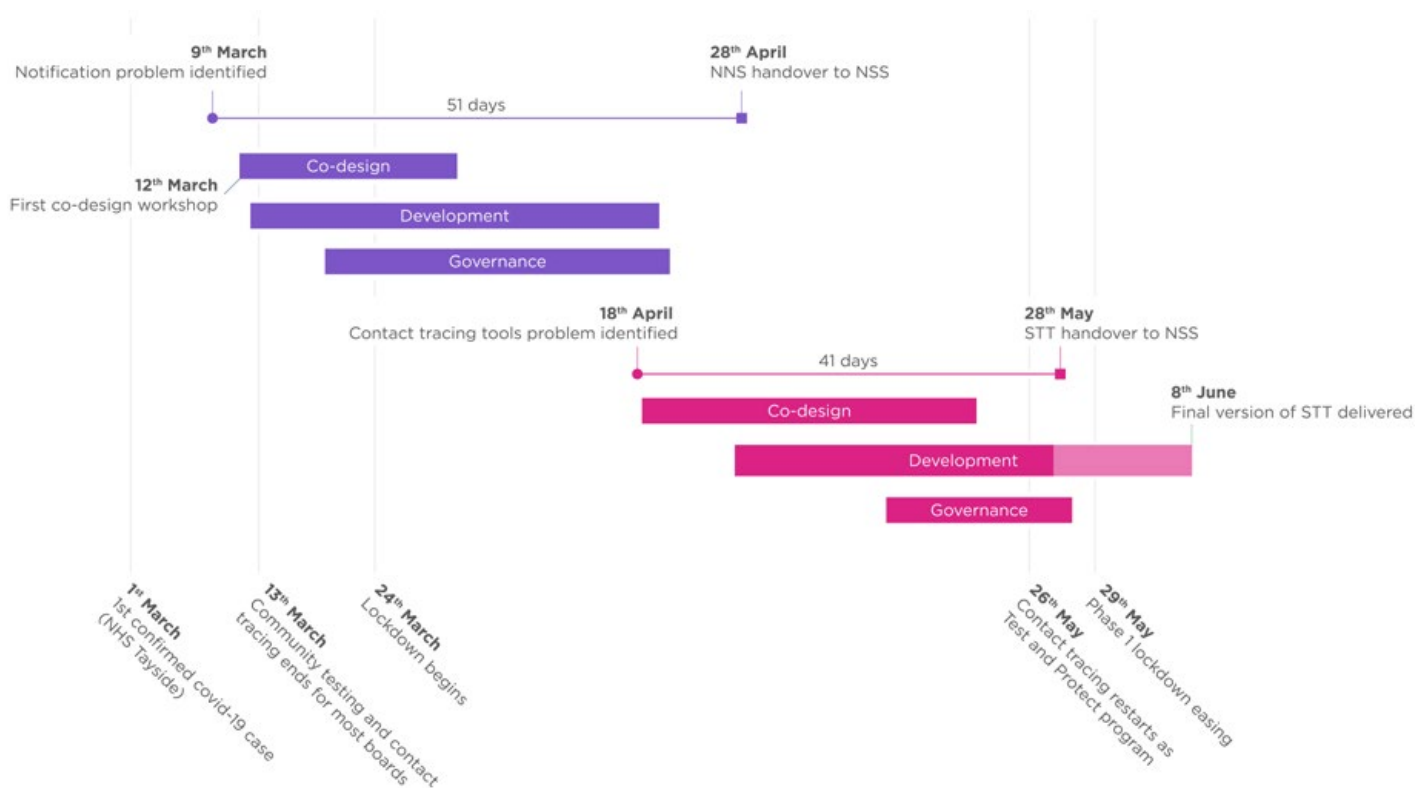 9th March
Notification problem identified
28th April
NNS handover to NSS
51 days
Co-design
12th March
First co-design workshop
Development
Governance
18th April
Contact tracing tools problem identified
28th May
STT handover to NSS
41 days
8th June
Final version of STT delivered
Co-design
Development
Governance
1st March
1st confirmed covid-19 case
(NHS Tayside)
13th March
Community testing and contact
tracing ends for most boards
24th March
Lockdown begins
26th May
Contact tracing restarts as
Test and Protect program
29th May
Phase 1 lockdown easing